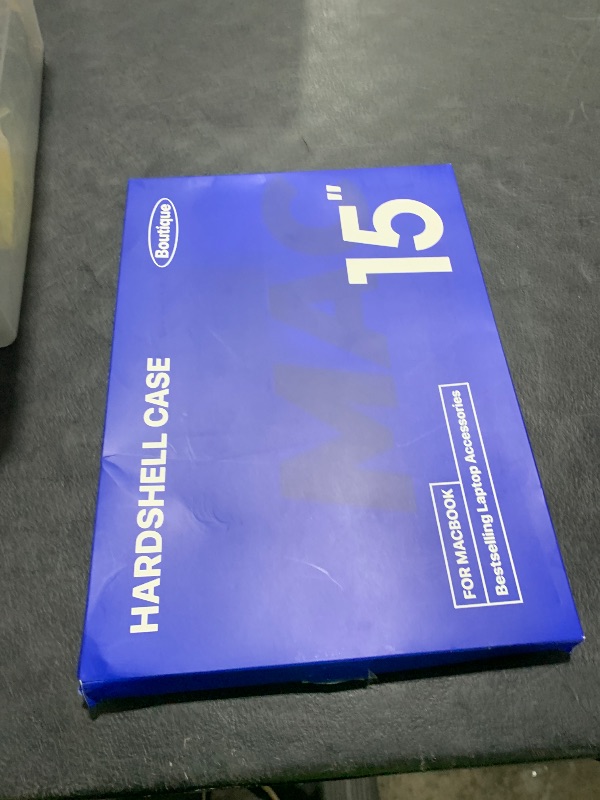 Boutique
HARDSHELL CASE
MAC
15"
FOR MACBOOK
Bestselling Laptop Accessories